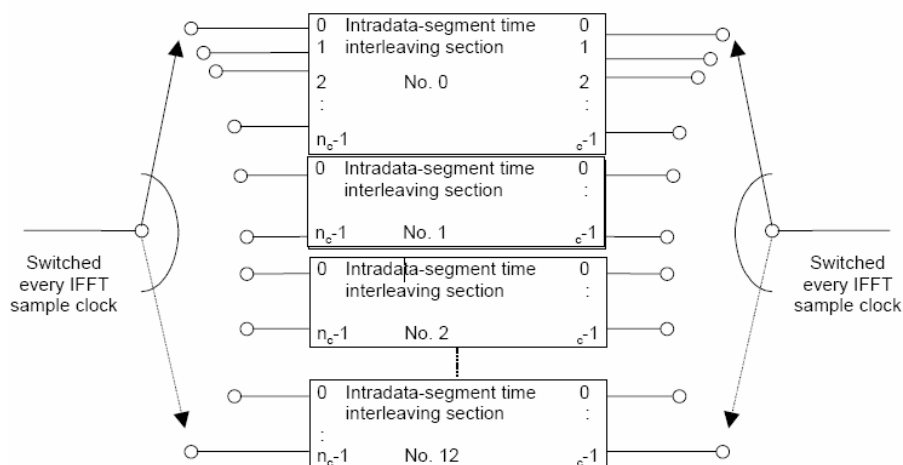 0 Intradata-segment time 0
1 interleaving section 1
2 No. 0 2
: :
n_c-1 _c-1
0 Intradata-segment time 0
interleaving section :
n_c-1 No. 1 _c-1
Switched
every IFFT
sample clock
Switched
every IFFT
sample clock
0 Intradata-segment time 0
interleaving section :
n_c-1 No. 2 _c-1
0 Intradata-segment time 0
interleaving section :
:
n_c-1 No. 12 _c-1